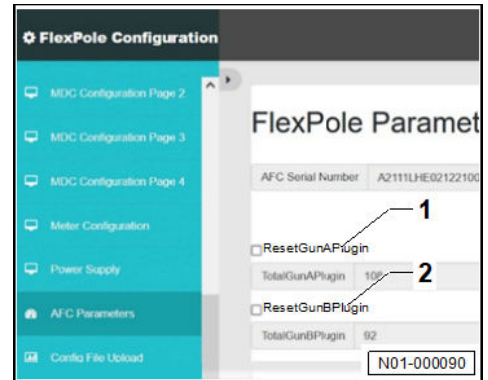 FlexPole Configuration
MDC Configuration Page 2
MDC Configuration Page 3
MDC Configuration Page 4
Meter Configuration
Power Supply
AFC Parameters
Config File Upload
FlexPole Paramet
AFC Serial Number A2111LHE02122100
1
ResetGunAPlugin
TotalGunAPlugin
2
ResetGunBPlugin
TotalGunBPlugin 92
N01-000090